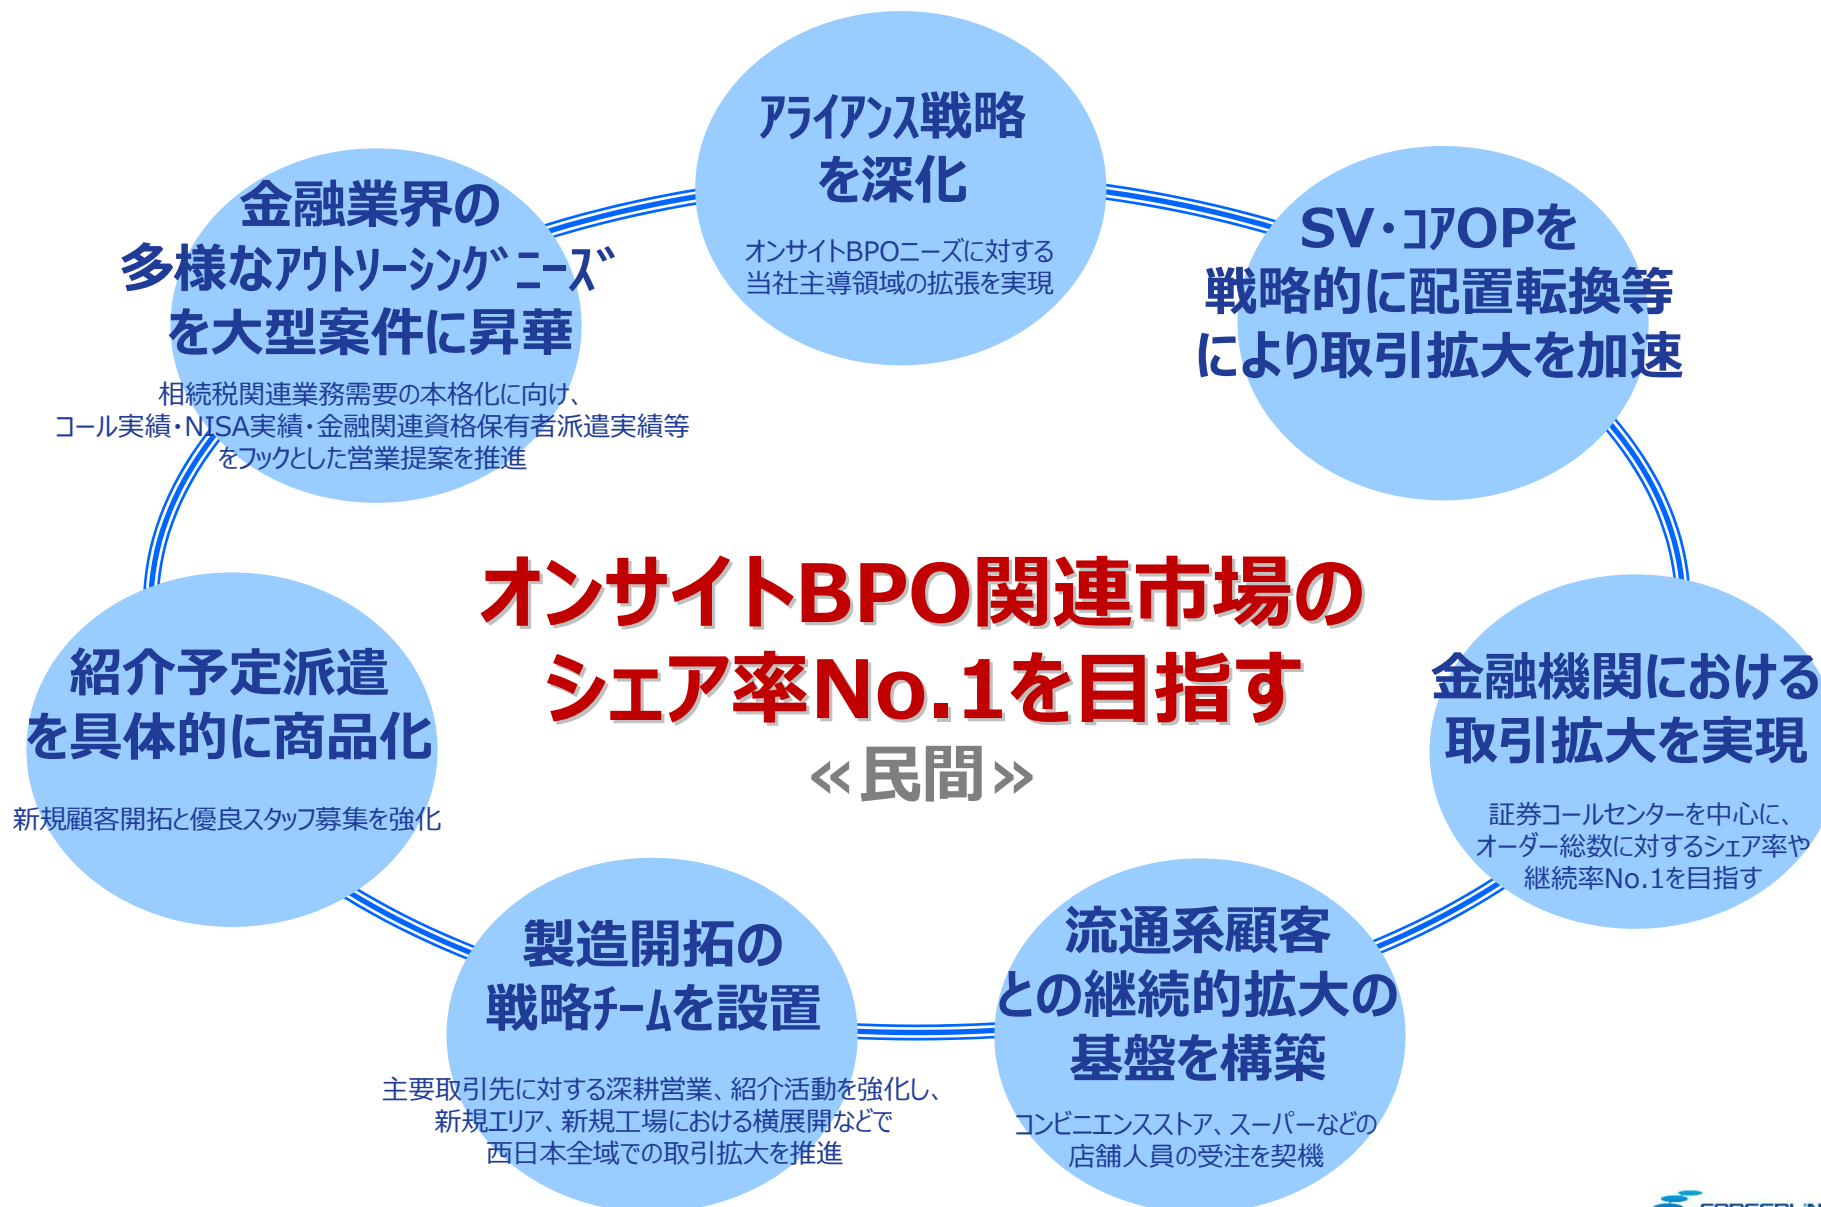 アライアンス戦略
を深化
オンサイトBPOニーズに対する
当社主導領域の拡張を実現
SV・コアOPを
戦略的に配置転換等
により取引拡大を加速
金融機関における
取引拡大を実現
証券コールセンターを中心に、
オーダー総数に対するシェア率や
継続率No.1を目指す
流通系顧客
との継続的拡大の
基盤を構築
コンビニエンスストア、スーパーなどの
店舗人員の受注を契機
製造開拓の
戦略チームを設置
主要取引先に対する深耕営業、紹介活動を強化し、
新規エリア、新規工場における横展開などで
西日本全域での取引拡大を推進
紹介予定派遣
を具体的に商品化
新規顧客開拓と優良スタッフ募集を強化
金融業界の
多様なアウトソーシングニーズ
を大型案件に昇華
相続税関連業務需要の本格化に向け、
コール実績・NISA実績・金融関連資格保有者派遣実績等
をフックとした営業提案を推進
オンサイトBPO関連市場の
シェア率No.1を目指す
≪民間≫